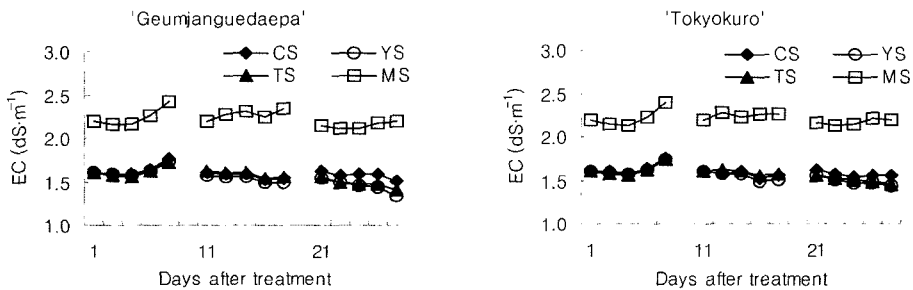 'Geumjanguedaepa'
CS YS
TS MS
EC (dS·m⁻¹)
3.0
2.5
2.0
1.5
1.0
1 11 21
Days after treatment
'Tokyokuro'
CS YS
TS MS
EC (dS·m⁻¹)
3.0
2.5
2.0
1.5
1.0
1 11 21
Days after treatment